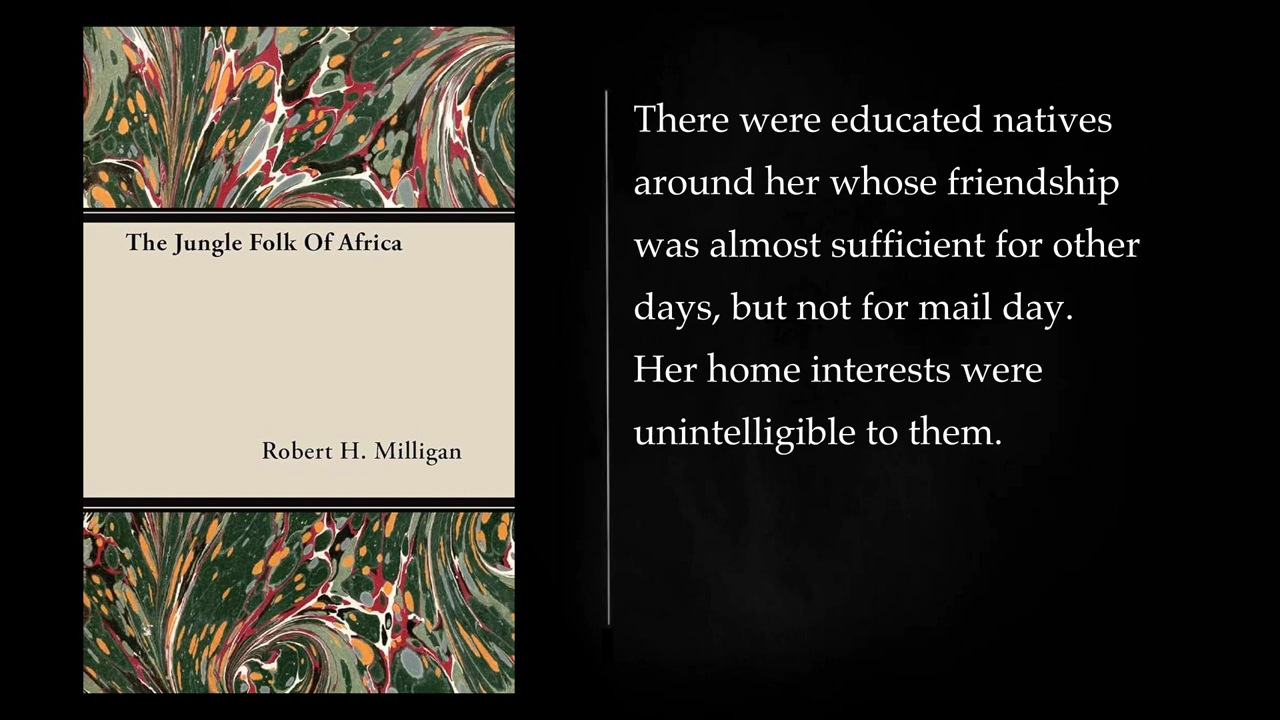 The Jungle Folk Of Africa
Robert H. Milligan
There were educated natives
around her whose friendship
was almost sufficient for other
days, but not for mail day.
Her home interests were
unintelligible to them.